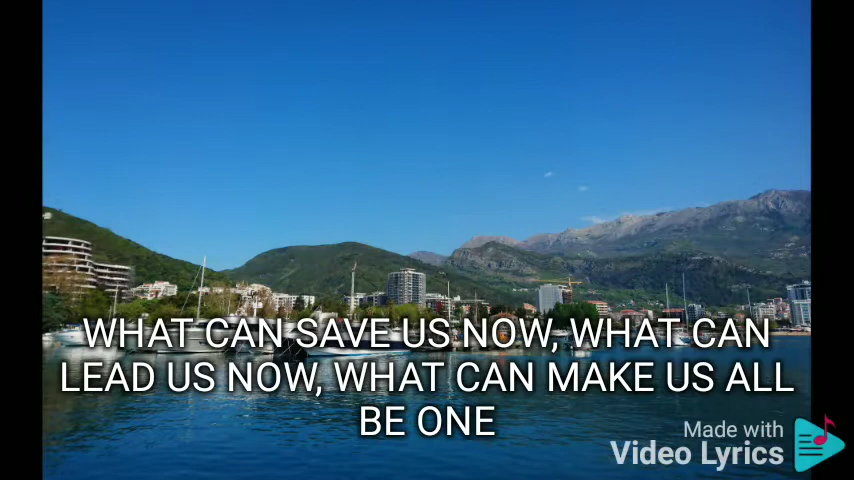 WHAT CAN SAVE US NOW, WHAT CAN
LEAD US NOW, WHAT CAN MAKE US ALL
BE ONE
Made with
Video Lyrics